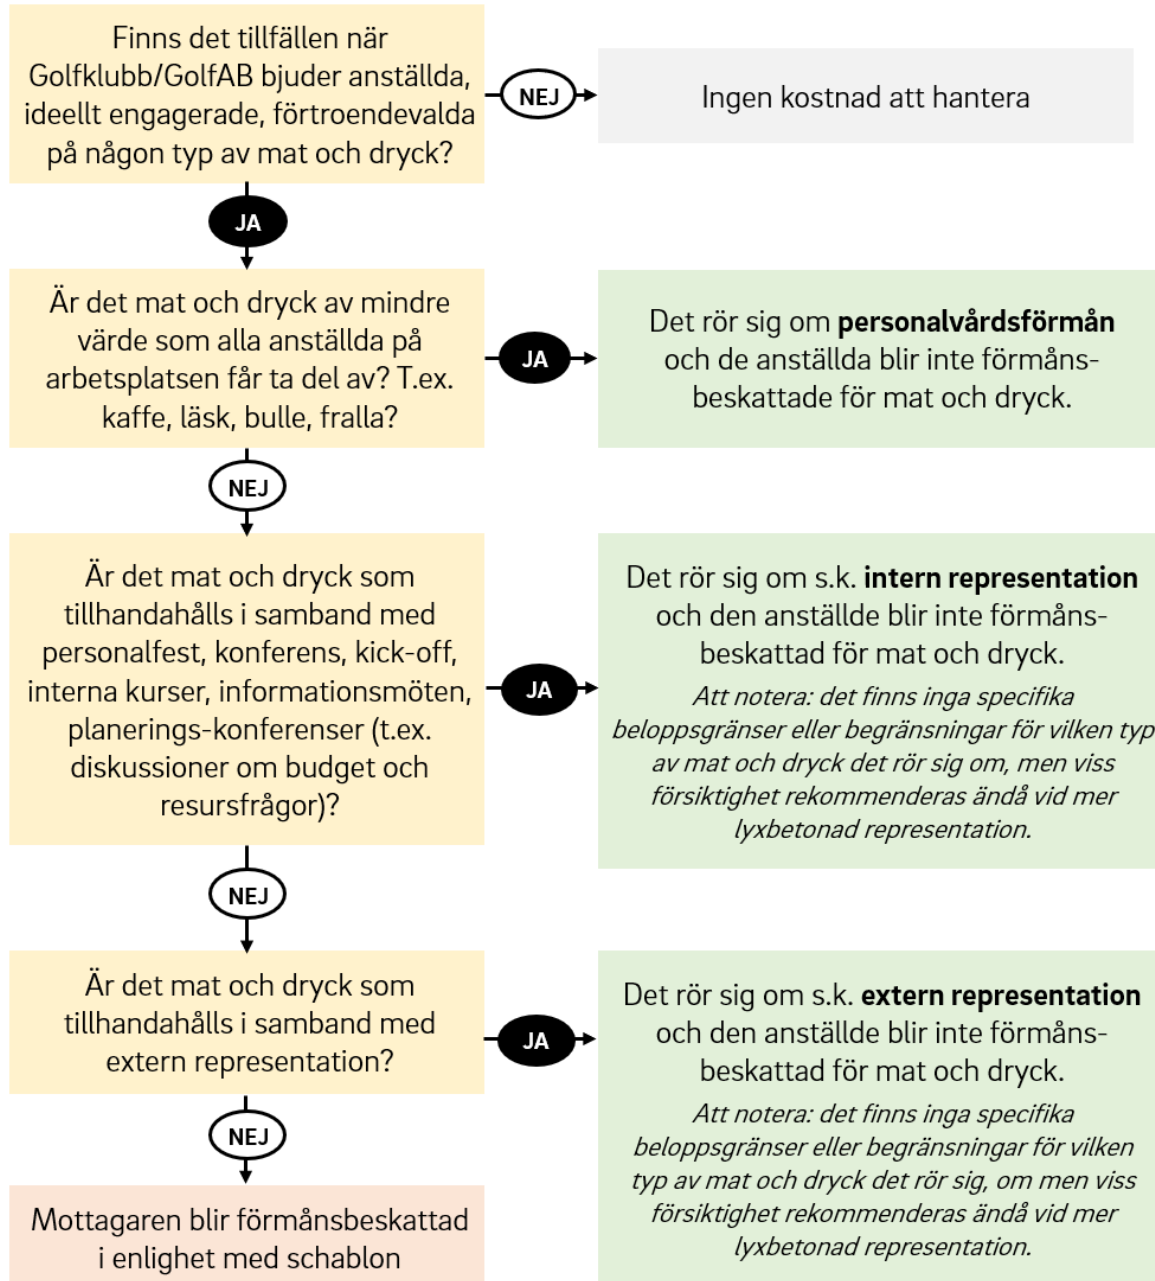 Finns det tillfällen när
Golfklubb/GolfAB bjuder anställda,
ideellt engagerade, förtroendevalda
på någon typ av mat och dryck?
NEJ
Ingen kostnad att hantera
JA
Är det mat och dryck av mindre
värde som alla anställda på
arbetsplatsen får ta del av? T.ex.
kaffe, läsk, bulle, fralla?
JA
Det rör sig om personalvårdsförmån
och de anställda blir inte förmåns-
beskattade för mat och dryck.
NEJ
Är det mat och dryck som
tillhandahålls i samband med
personalfest, konferens, kick-off,
interna kurser, informationsmöten,
planerings-konferenser (t.ex.
diskussioner om budget och
resursfrågor)?
JA
Det rör sig om s.k. intern representation
och den anställde blir inte förmåns-
beskattad för mat och dryck.
Att notera: det finns inga specifika
beloppsgränser eller begränsningar för vilken typ
av mat och dryck det rör sig om, men viss
försiktighet rekommenderas ändå vid mer
lyxbetonad representation.
NEJ
Är det mat och dryck som
tillhandahålls i samband med
extern representation?
JA
Det rör sig om s.k. extern representation
och den anställde blir inte förmåns-
beskattad för mat och dryck.
Att notera: det finns inga specifika
beloppsgränser eller begränsningar för vilken
typ av mat och dryck det rör sig, om men viss
försiktighet rekommenderas ändå vid mer
lyxbetonad representation.
NEJ
Mottagaren blir förmånsbeskattad
i enlighet med schablon